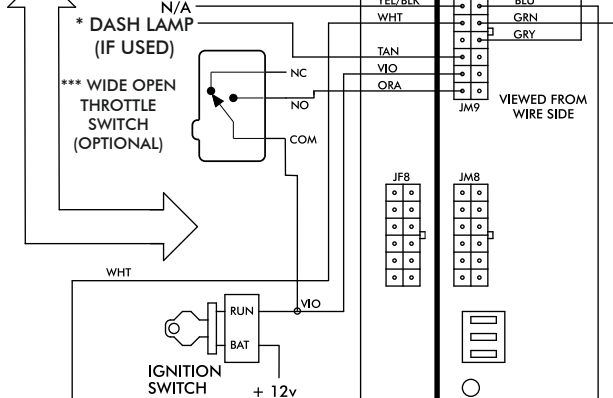 N/A
YEL/BLK
BLU
* DASH LAMP
(IF USED)
WHT
GRN
GRY
TAN
VIO
ORA
NC
NO
COM
*** WIDE OPEN
THROTTLE
SWITCH
(OPTIONAL)
JM9
VIEWED FROM
WIRE SIDE
JF8
JM8
WHT
RUN
VIO
BAT
IGNITION
SWITCH
+ 12v